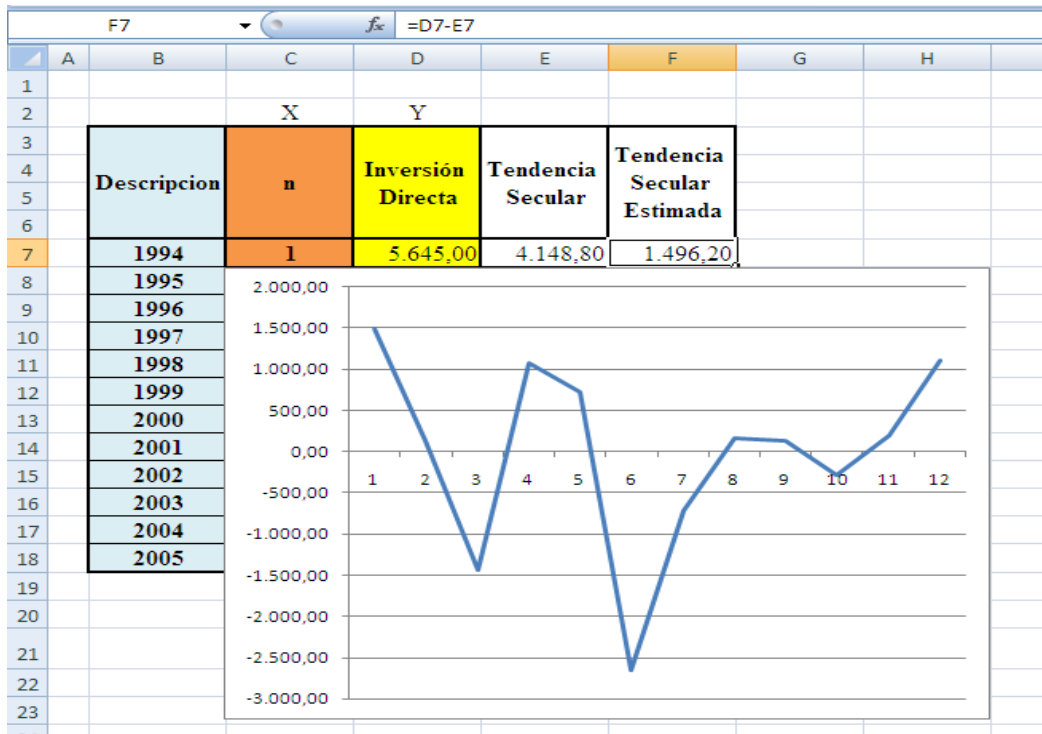 F7 fx =D7-E7
A B C D E F G H
1
2 X Y
3
4
5
6
Descripcion
n
Inversión
Directa
Tendencia
Secular
Tendencia
Secular
Estimada
7 1994 1 5.645,00 4.148,80 1.496,20
8 1995
9 1996
10 1997
11 1998
12 1999
13 2000
14 2001
15 2002
16 2003
17 2004
18 2005
19
20
21
22
23
2.000,00
1.500,00
1.000,00
500,00
0,00
1 2 3 4 5 6 7 8 9 10 11 12
-500,00
-1.000,00
-1.500,00
-2.000,00
-2.500,00
-3.000,00